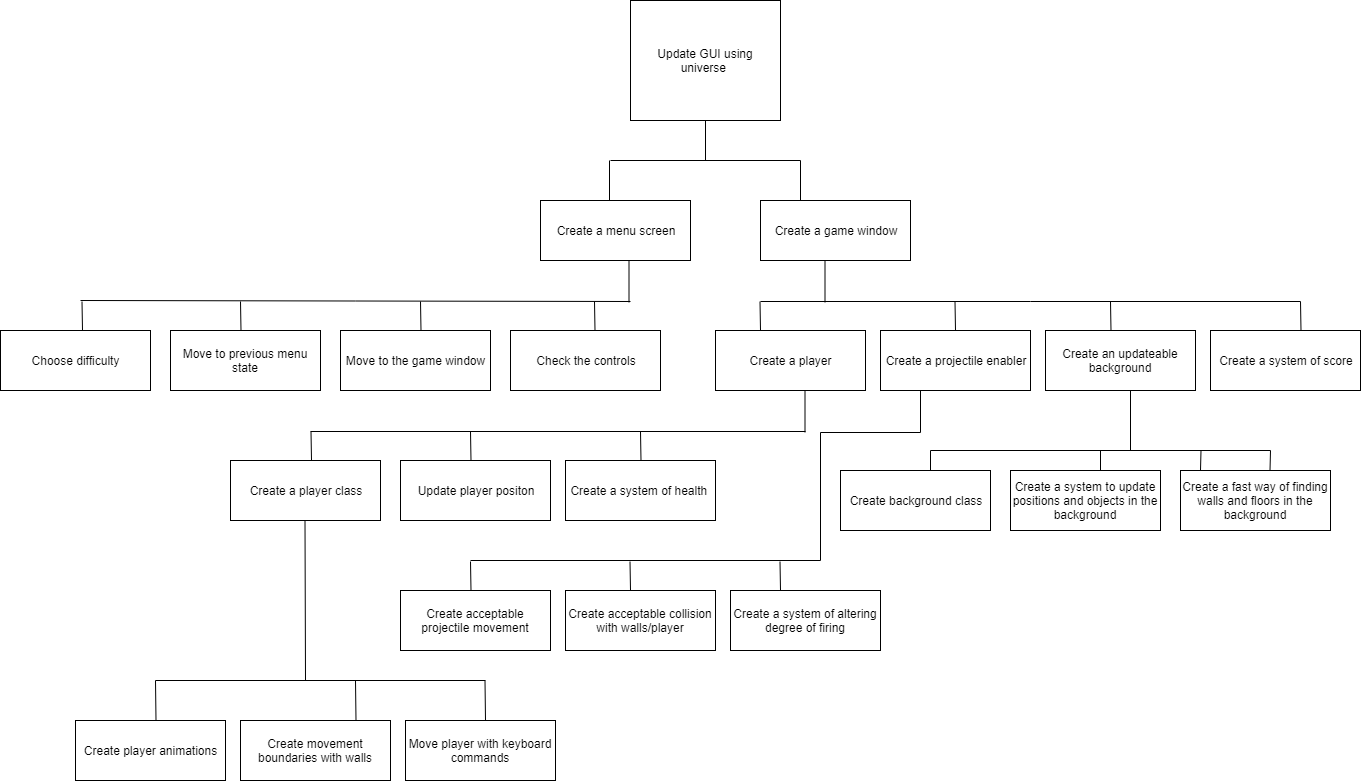 Update GUI using
universe
Create a menu screen
Create a game window
Choose difficulty
Move to previous menu
state
Move to the game window
Check the controls
Create a player
Create a projectile enabler
Create an updateable
background
Create a system of score
Create a player class
Update player positon
Create a system of health
Create background class
Create a system to update
positions and objects in the
background
Create a fast way of finding
walls and floors in the
background
Create acceptable
projectile movement
Create acceptable collision
with walls/player
Create a system of altering
degree of firing
Create player animations
Create movement
boundaries with walls
Move player with keyboard
commands